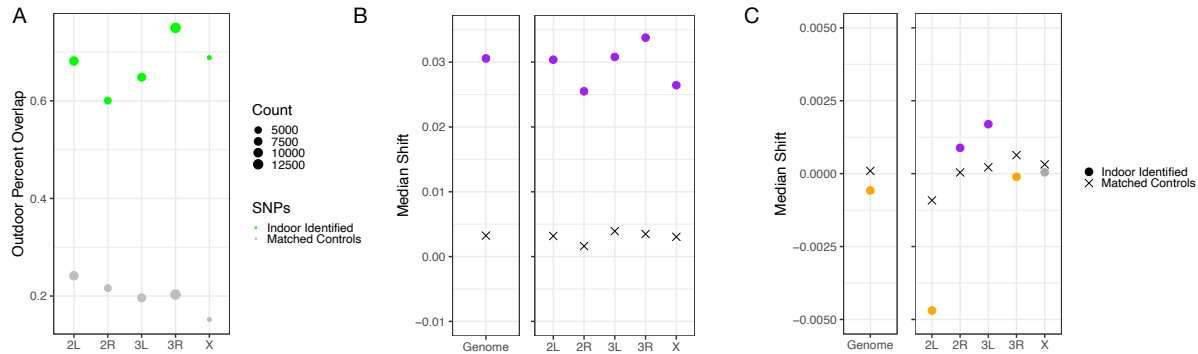 A
Outdoor Percent Overlap
0.6
0.4
0.2
2L 2R 3L 3R X
Count
5000
7500
10000
12500
SNPs
Indoor Identified
Matched Controls
B
Median Shift
0.03
0.02
0.01
0.00
−0.01
Genome
2L 2R 3L 3R X
C
Median Shift
0.0050
0.0025
0.0000
−0.0025
−0.0050
Genome
2L 2R 3L 3R X
Indoor Identified
Matched Controls